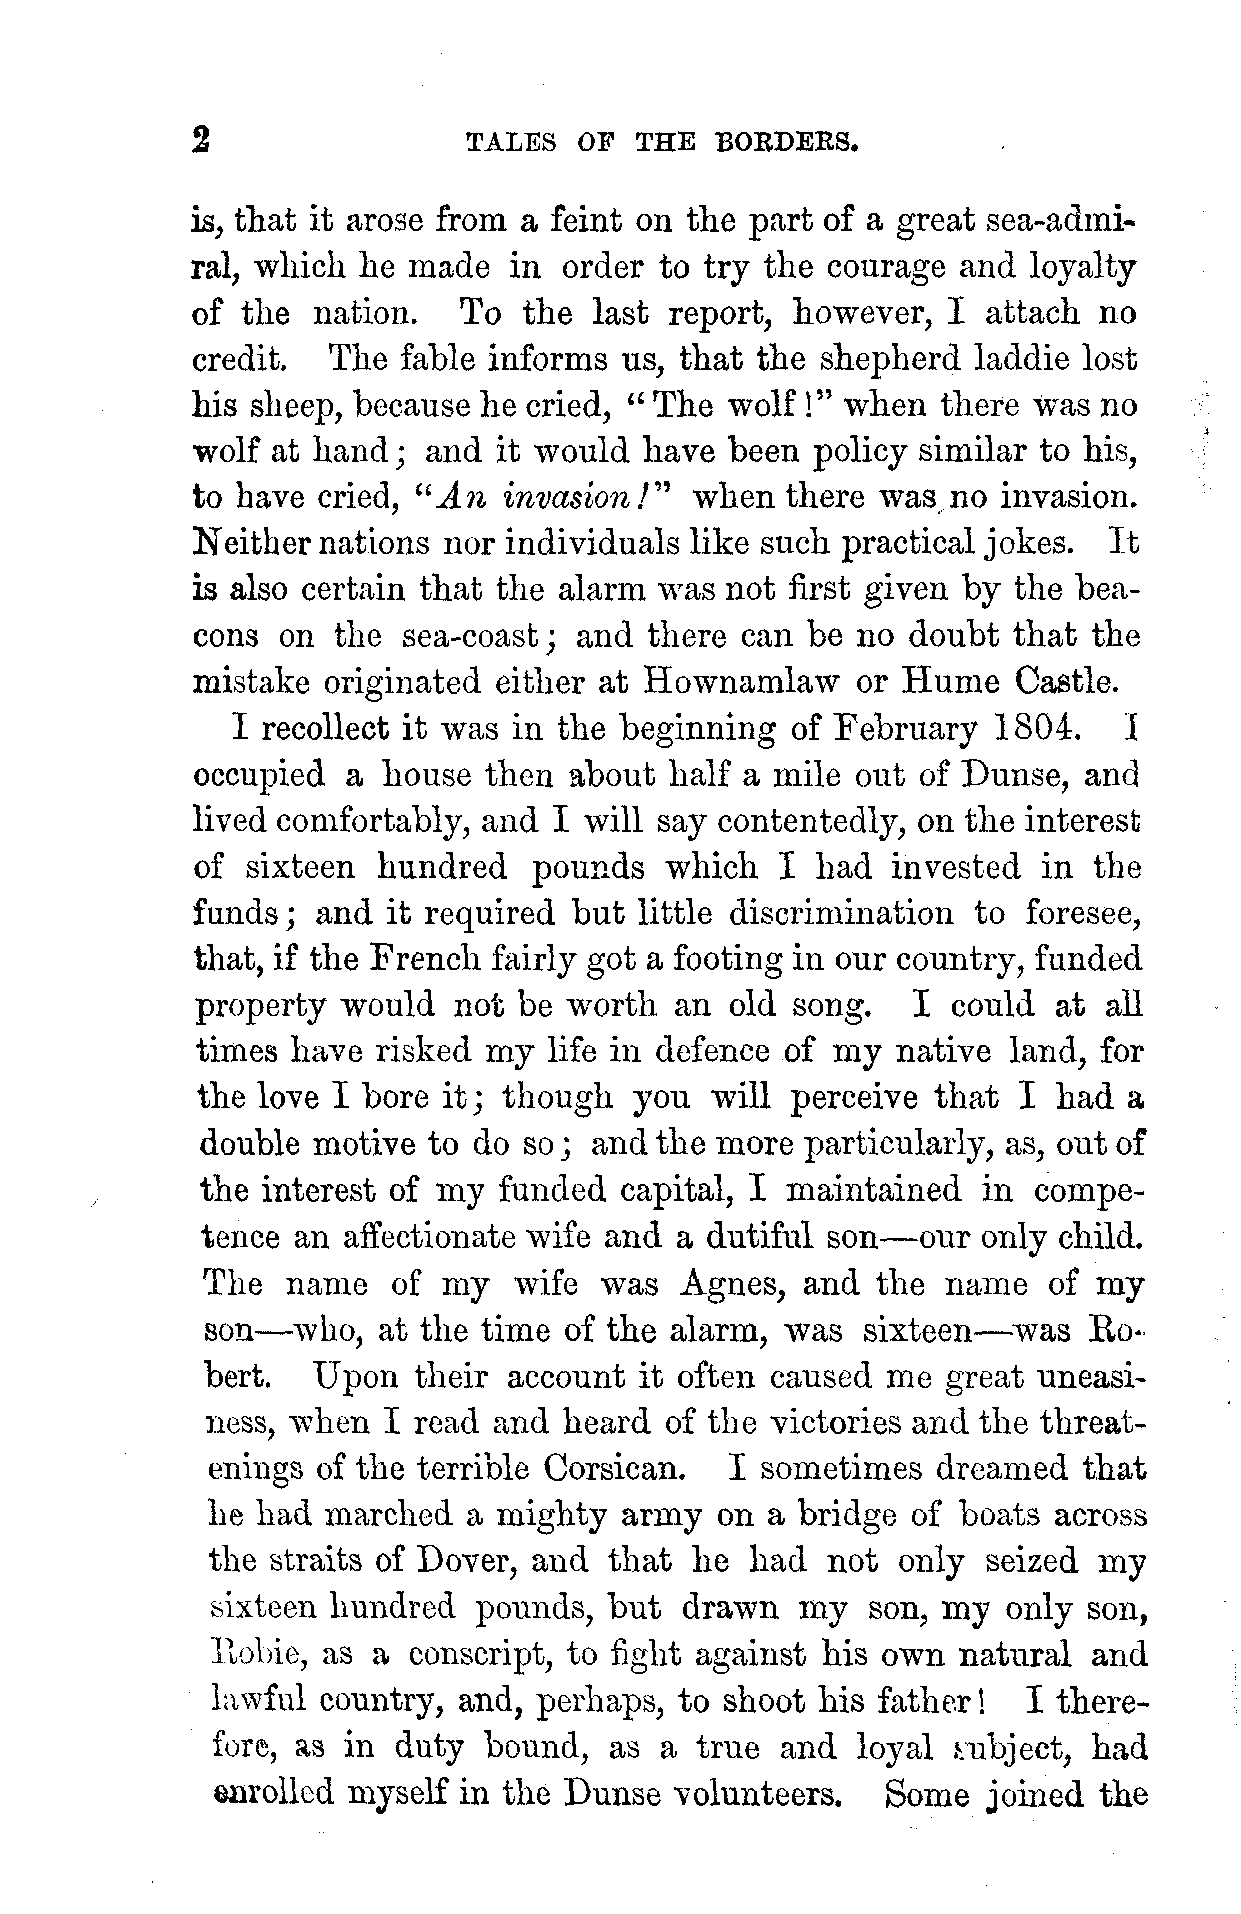 2 TALES OF THE BORDERS.
is, that it arose from a feint on the part of a great sea-admi-
ral, which he made in order to try the courage and loyalty
of the nation. To the last report, however, I attach no
credit. The fable informs us, that the shepherd laddie lost
his sheep, because he cried, "The wolf!" when there was no
wolf at hand; and it would have been policy similar to his,
to have cried, "An invasion!" when there was no invasion.
Neither nations nor individuals like such practical jokes. It
is also certain that the alarm was not first given by the bea-
cons on the sea-coast; and there can be no doubt that the
mistake originated either at Hownamlaw or Hume Castle.
I recollect it was in the beginning of February 1804. I
occupied a house then about half a mile out of Dunse, and
lived comfortably, and I will say contentedly, on the interest
of sixteen hundred pounds which I had invested in the
funds; and it required but little discrimination to foresee,
that, if the French fairly got a footing in our country, funded
property would not be worth an old song. I could at all
times have risked my life in defence of my native land, for
the love I bore it; though you will perceive that I had a
double motive to do so; and the more particularly, as, out of
the interest of my funded capital, I maintained in compe-
tence an affectionate wife and a dutiful son—our only child.
The name of my wife was Agnes, and the name of my
son—who, at the time of the alarm, was sixteen—was Ro-
bert. Upon their account it often caused me great uneasi-
ness, when I read and heard of the victories and the threat-
enings of the terrible Corsican. I sometimes dreamed that
he had marched a mighty army on a bridge of boats across
the straits of Dover, and that he had not only seized my
sixteen hundred pounds, but drawn my son, my only son,
Robie, as a conscript, to fight against his own natural and
lawful country, and, perhaps, to shoot his father! I there-
fore, as in duty bound, as a true and loyal subject, had
enrolled myself in the Dunse volunteers. Some joined the